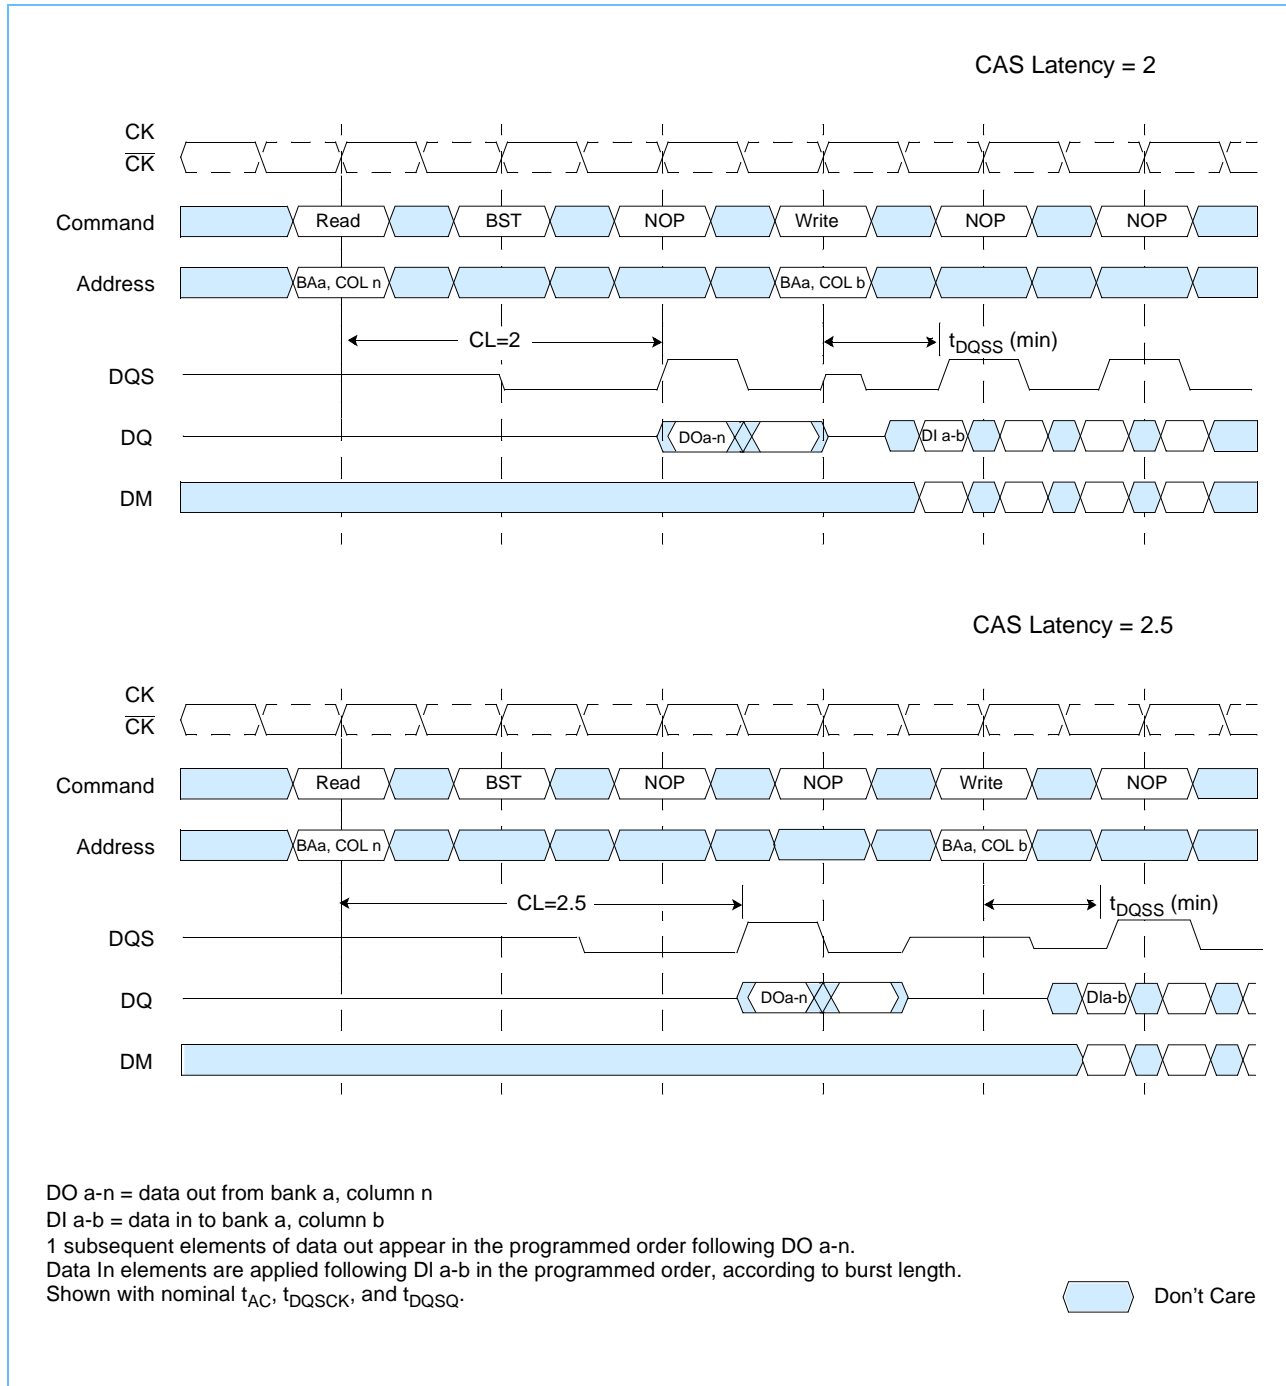 CAS Latency = 2
CK
CK
Command Read BST NOP Write NOP NOP
Address BAa, COL n BAa, COL b
CL=2 tDQSS (min)
DQS
DQ DOa-n DI a-b
DM
CAS Latency = 2.5
CK
CK
Command Read BST NOP NOP Write NOP
Address BAa, COL n BAa, COL b
CL=2.5 tDQSS (min)
DQS
DQ DOa-n DIa-b
DM
DO a-n = data out from bank a, column n
DI a-b = data in to bank a, column b
1 subsequent elements of data out appear in the programmed order following DO a-n.
Data In elements are applied following DI a-b in the programmed order, according to burst length.
Shown with nominal tAC, tDQSCK, and tDQSQ.
Don't Care